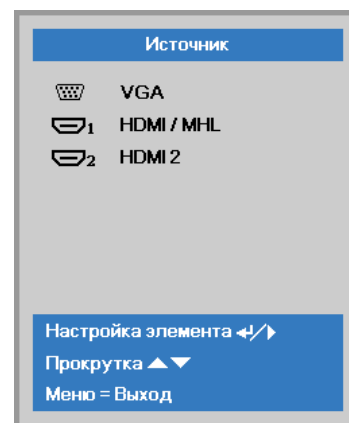 Источник
VGA
1 HDMI / MHL
2 HDMI 2
Настройка элемента
Прокрутка
Меню = Выход